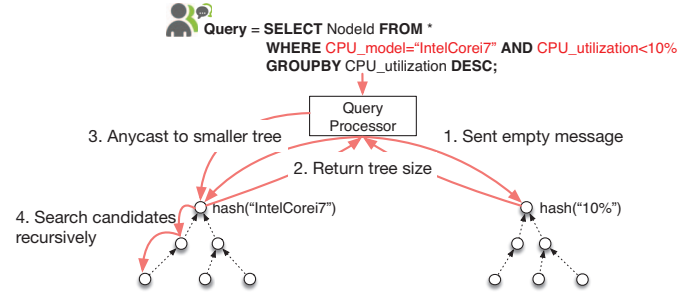 Query = SELECT NodeId FROM *
WHERE CPU_model=“IntelCorei7” AND CPU_utilization<10%
GROUPBY CPU_utilization DESC;
Query
Processor
3. Anycast to smaller tree
1. Sent empty message
2. Return tree size
hash(“IntelCorei7”)
hash(“10%”)
4. Search candidates
recursively